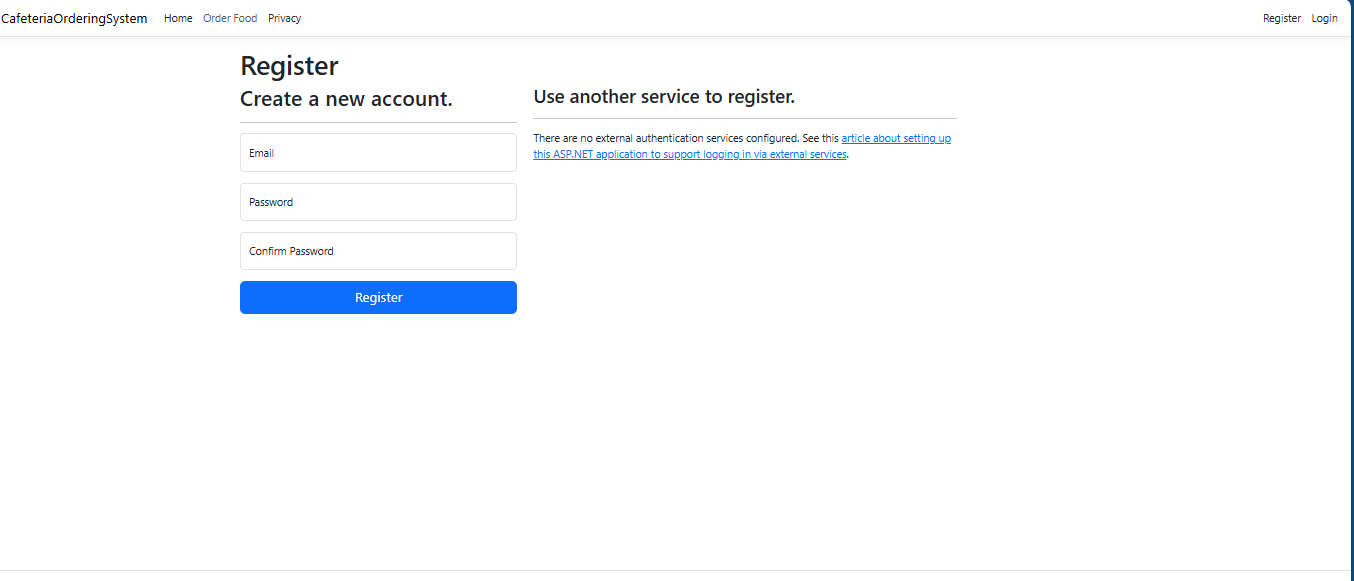 CafeteriaOrderingSystem Home Order Food Privacy Register Login
Register
Create a new account.
Email
Password
Confirm Password
Register
Use another service to register.
There are no external authentication services configured. See this article about setting up
this ASP.NET application to support logging in via external services.